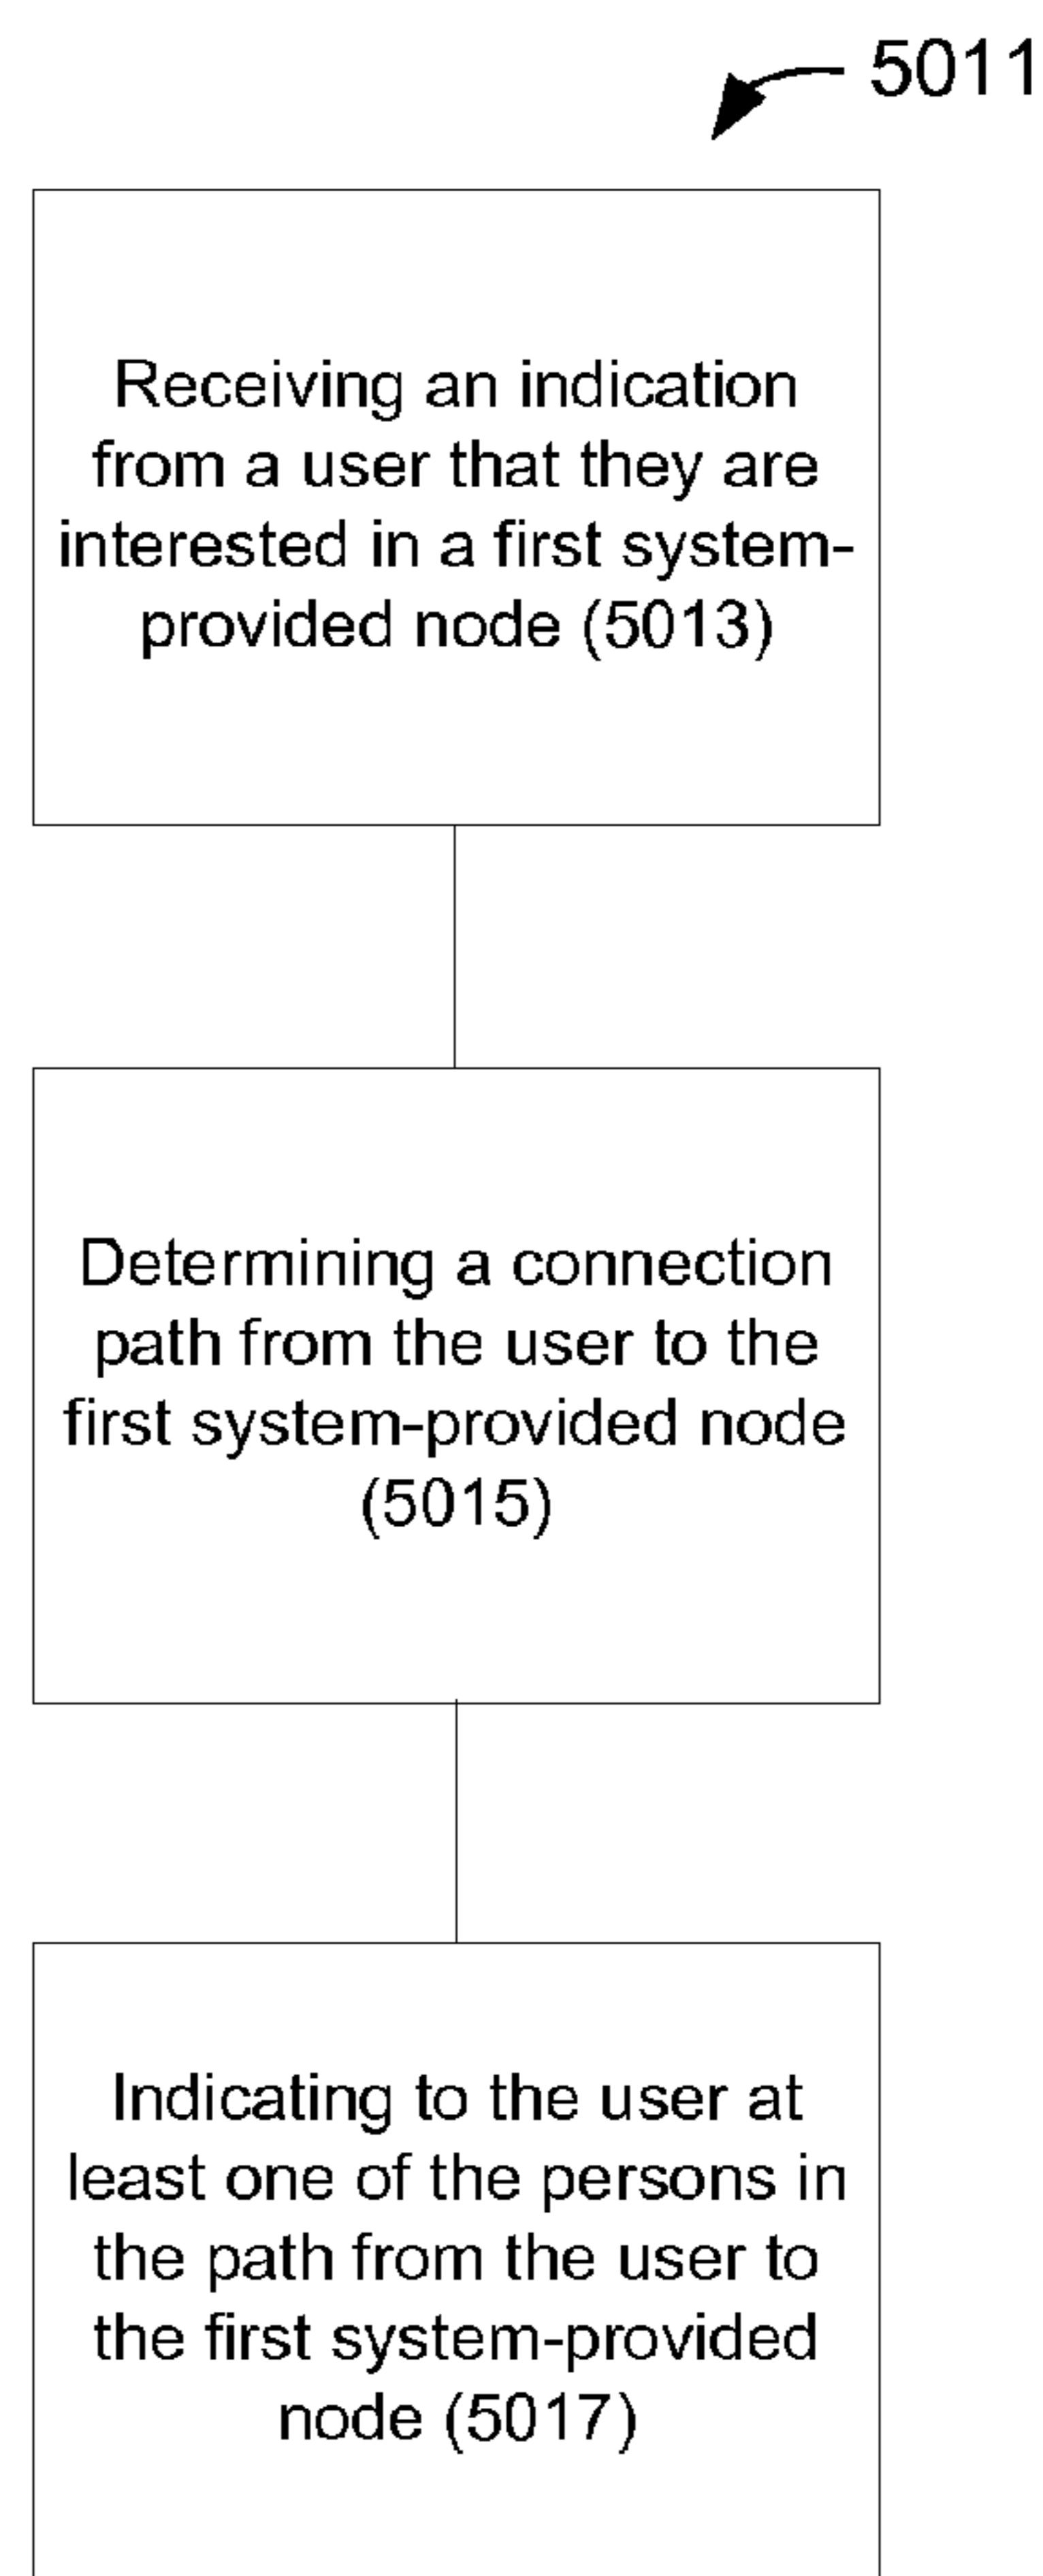 5011
Receiving an indication
from a user that they are
interested in a first system-
provided node (5013)
Determining a connection
path from the user to the
first system-provided node
(5015)
Indicating to the user at
least one of the persons in
the path from the user to
the first system-provided
node (5017)